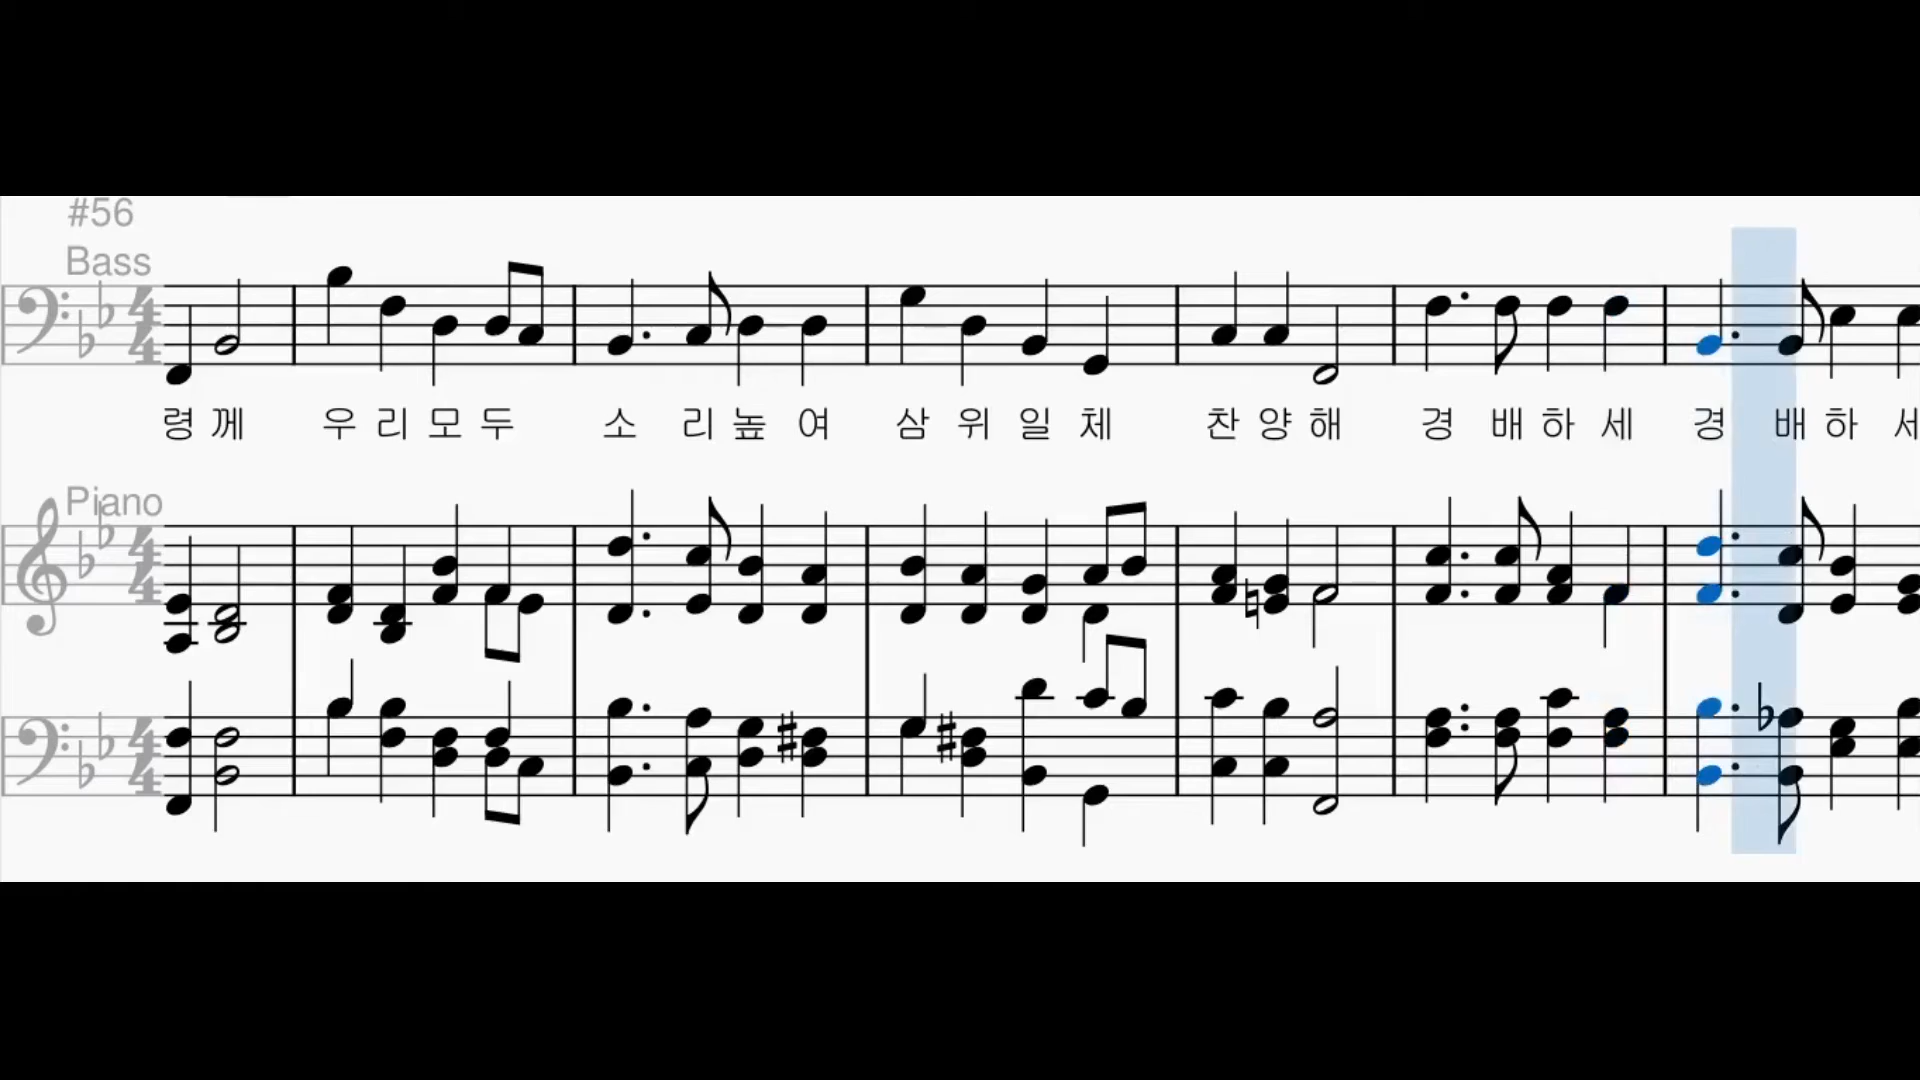 #56
Bass
령 께 우 리 모 두 소 리 높 여 삼 위 일 체 찬 양 해 경 배 하 세 경 배 하 세
Piano